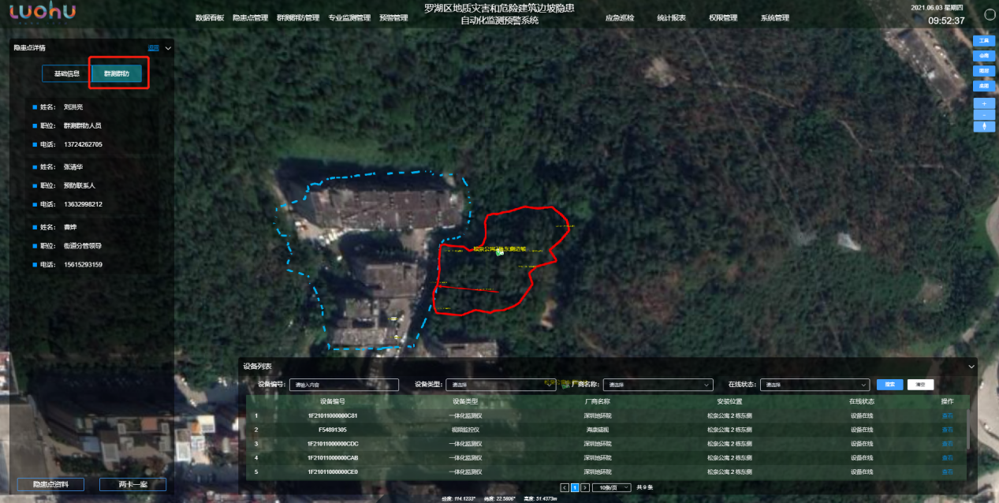 LUOHU
数据看板 隐患点管理 群测群防管理 专业监测管理 预警管理
罗湖区地质灾害和危险建筑边坡隐患
自动化监测预警系统
应急巡检 统计报表 权限管理 系统管理
2021.06.03 星期四
09:52:37
隐患点详情 返回
基础信息 群测群防
姓名: 刘洪亮
职位: 群测群防人员
电话: 13724262705
姓名: 张清华
职位: 预防联系人
电话: 13632998212
姓名: 曹烨
职位: 街道分管领导
电话: 15615293159
隐患点资料 两卡一案
工具
图层
底图
+
-
松泉公寓2栋东侧边坡
设备列表
设备编号: 请输入内容 设备类型: 请选择 厂商名称: 请选择 在线状态: 请选择 搜索 清空
设备编号 设备类型 厂商名称 安装位置 在线状态 操作
1 1F21011000000C81 一体化监测仪 深圳地环院 松泉公寓 2 栋东侧 设备在线 查看
2 F54891305 视频监控仪 海康威视 松泉公寓 2 栋东侧 设备在线 查看
3 1F21011000000CDC 一体化监测仪 深圳地环院 松泉公寓 2 栋东侧 设备在线 查看
4 1F21011000000CAB 一体化监测仪 深圳地环院 松泉公寓 2 栋东侧 设备在线 查看
5 1F21011000000CE0 一体化监测仪 深圳地环院 松泉公寓 2 栋东侧 设备在线 查看
< 1 > 10条/页 共 9 条
经度: 114.1233° 纬度: 22.5806° 高度: 51.4373m